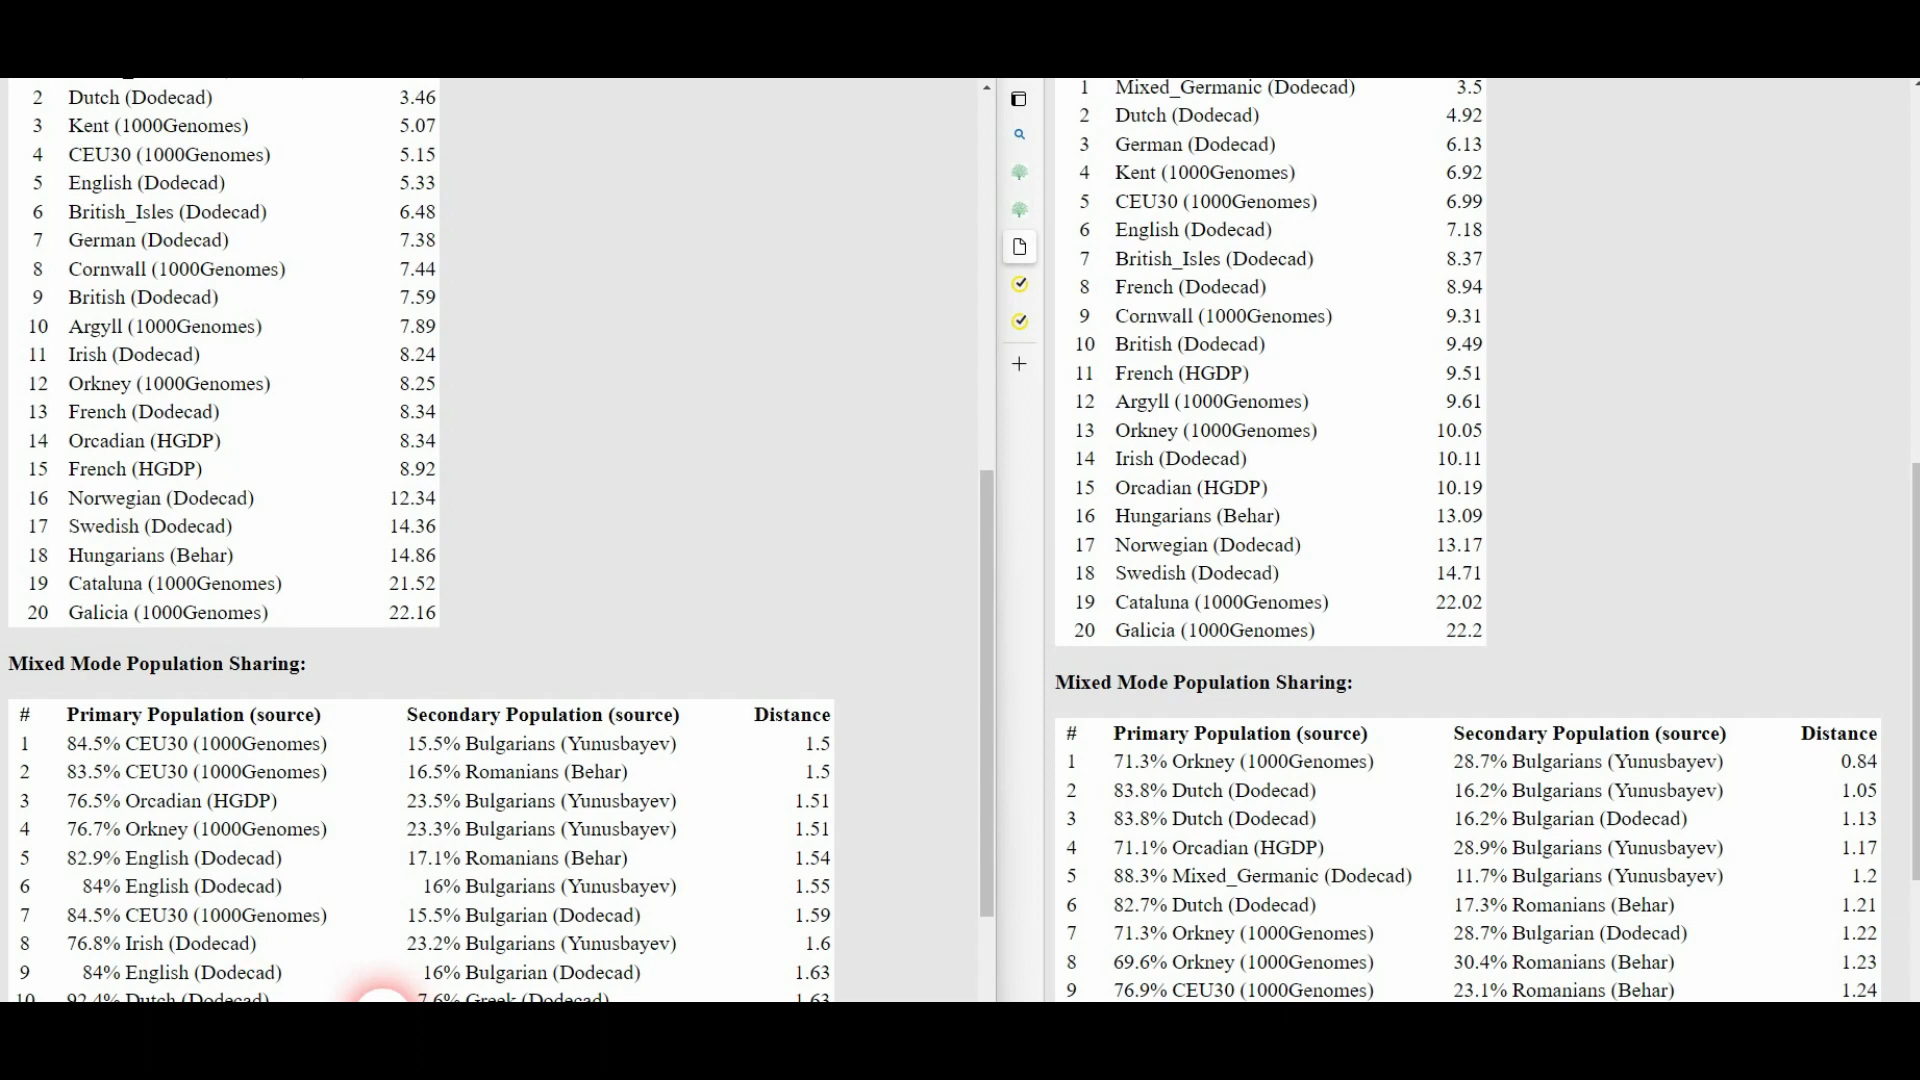 2 Dutch (Dodecad) 3.46
3 Kent (1000Genomes) 5.07
4 CEU30 (1000Genomes) 5.15
5 English (Dodecad) 5.33
6 British_Isles (Dodecad) 6.48
7 German (Dodecad) 7.38
8 Cornwall (1000Genomes) 7.44
9 British (Dodecad) 7.59
10 Argyll (1000Genomes) 7.89
11 Irish (Dodecad) 8.24
12 Orkney (1000Genomes) 8.25
13 French (Dodecad) 8.34
14 Orcadian (HGDP) 8.34
15 French (HGDP) 8.92
16 Norwegian (Dodecad) 12.34
17 Swedish (Dodecad) 14.36
18 Hungarians (Behar) 14.86
19 Cataluna (1000Genomes) 21.52
20 Galicia (1000Genomes) 22.16
Mixed Mode Population Sharing:
# Primary Population (source) Secondary Population (source) Distance
1 84.5% CEU30 (1000Genomes) 15.5% Bulgarians (Yunusbayev) 1.5
2 83.5% CEU30 (1000Genomes) 16.5% Romanians (Behar) 1.5
3 76.5% Orcadian (HGDP) 23.5% Bulgarians (Yunusbayev) 1.51
4 76.7% Orkney (1000Genomes) 23.3% Bulgarians (Yunusbayev) 1.51
5 82.9% English (Dodecad) 17.1% Romanians (Behar) 1.54
6 84% English (Dodecad) 16% Bulgarians (Yunusbayev) 1.55
7 84.5% CEU30 (1000Genomes) 15.5% Bulgarian (Dodecad) 1.59
8 76.8% Irish (Dodecad) 23.2% Bulgarians (Yunusbayev) 1.6
9 84% English (Dodecad) 16% Bulgarian (Dodecad) 1.63
10 92.4% Dutch (Dodecad) 7.6% Greek (Dodecad) 1.63
1 Mixed_Germanic (Dodecad) 3.5
2 Dutch (Dodecad) 4.92
3 German (Dodecad) 6.13
4 Kent (1000Genomes) 6.92
5 CEU30 (1000Genomes) 6.99
6 English (Dodecad) 7.18
7 British_Isles (Dodecad) 8.37
8 French (Dodecad) 8.94
9 Cornwall (1000Genomes) 9.31
10 British (Dodecad) 9.49
11 French (HGDP) 9.51
12 Argyll (1000Genomes) 9.61
13 Orkney (1000Genomes) 10.05
14 Irish (Dodecad) 10.11
15 Orcadian (HGDP) 10.19
16 Hungarians (Behar) 13.09
17 Norwegian (Dodecad) 13.17
18 Swedish (Dodecad) 14.71
19 Cataluna (1000Genomes) 22.02
20 Galicia (1000Genomes) 22.2
Mixed Mode Population Sharing:
# Primary Population (source) Secondary Population (source) Distance
1 71.3% Orkney (1000Genomes) 28.7% Bulgarians (Yunusbayev) 0.84
2 83.8% Dutch (Dodecad) 16.2% Bulgarians (Yunusbayev) 1.05
3 83.8% Dutch (Dodecad) 16.2% Bulgarian (Dodecad) 1.13
4 71.1% Orcadian (HGDP) 28.9% Bulgarians (Yunusbayev) 1.17
5 88.3% Mixed_Germanic (Dodecad) 11.7% Bulgarians (Yunusbayev) 1.2
6 82.7% Dutch (Dodecad) 17.3% Romanians (Behar) 1.21
7 71.3% Orkney (1000Genomes) 28.7% Bulgarian (Dodecad) 1.22
8 69.6% Orkney (1000Genomes) 30.4% Romanians (Behar) 1.23
9 76.9% CEU30 (1000Genomes) 23.1% Romanians (Behar) 1.24